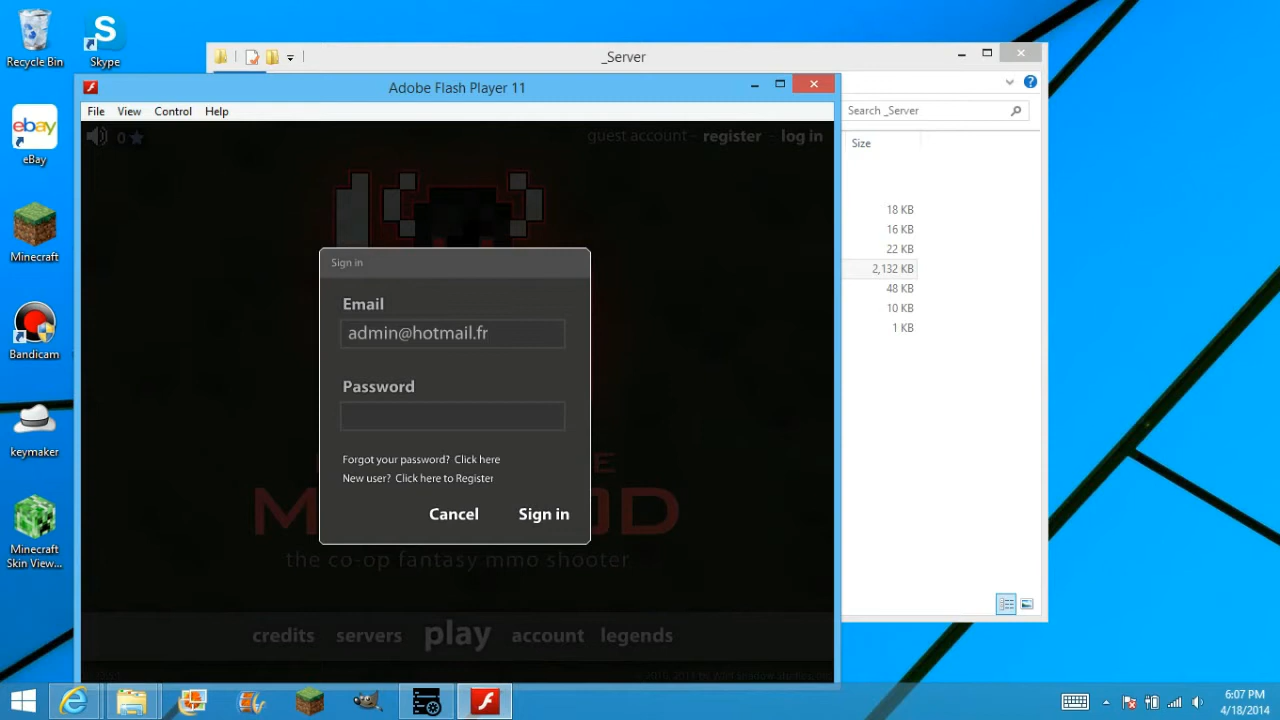 Recycle Bin
Skype
eBay
Minecraft
Bandicam
keymaker
Minecraft
Skin View...
_Server
Search _Server
Size
18 KB
16 KB
22 KB
2,132 KB
48 KB
10 KB
1 KB
Adobe Flash Player 11
File View Control Help
0
guest account - register - log in
Sign in
Email
admin@hotmail.fr
Password
Forgot your password? Click here
New user? Click here to Register
Cancel Sign in
the co-op fantasy mmo shooter
credits servers play account legends
6:07 PM
4/18/2014